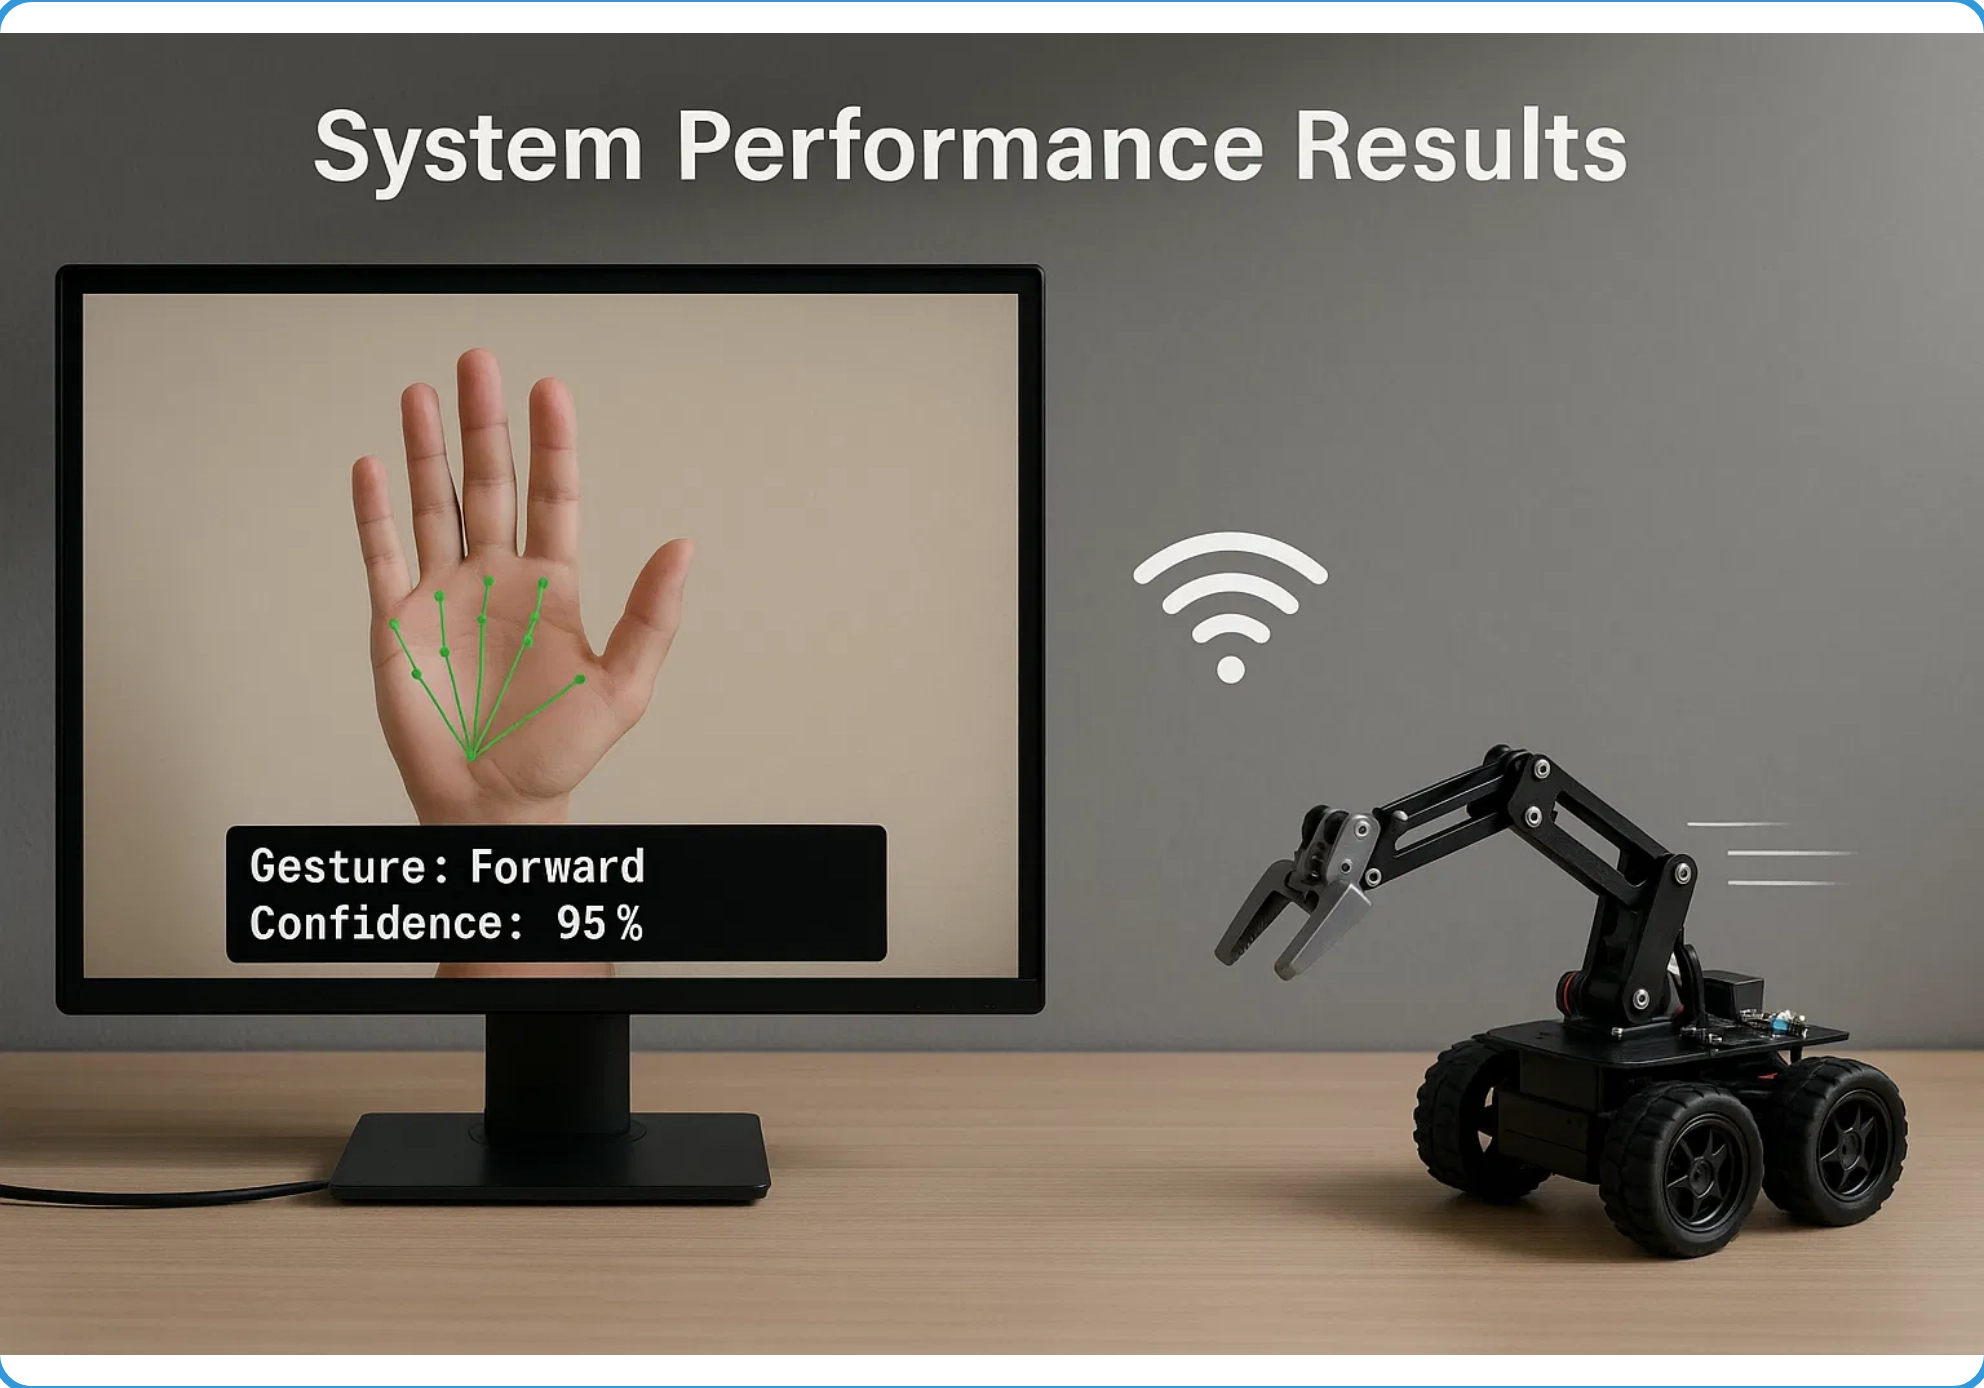 System Performance Results
Gesture: Forward
Confidence: 95%